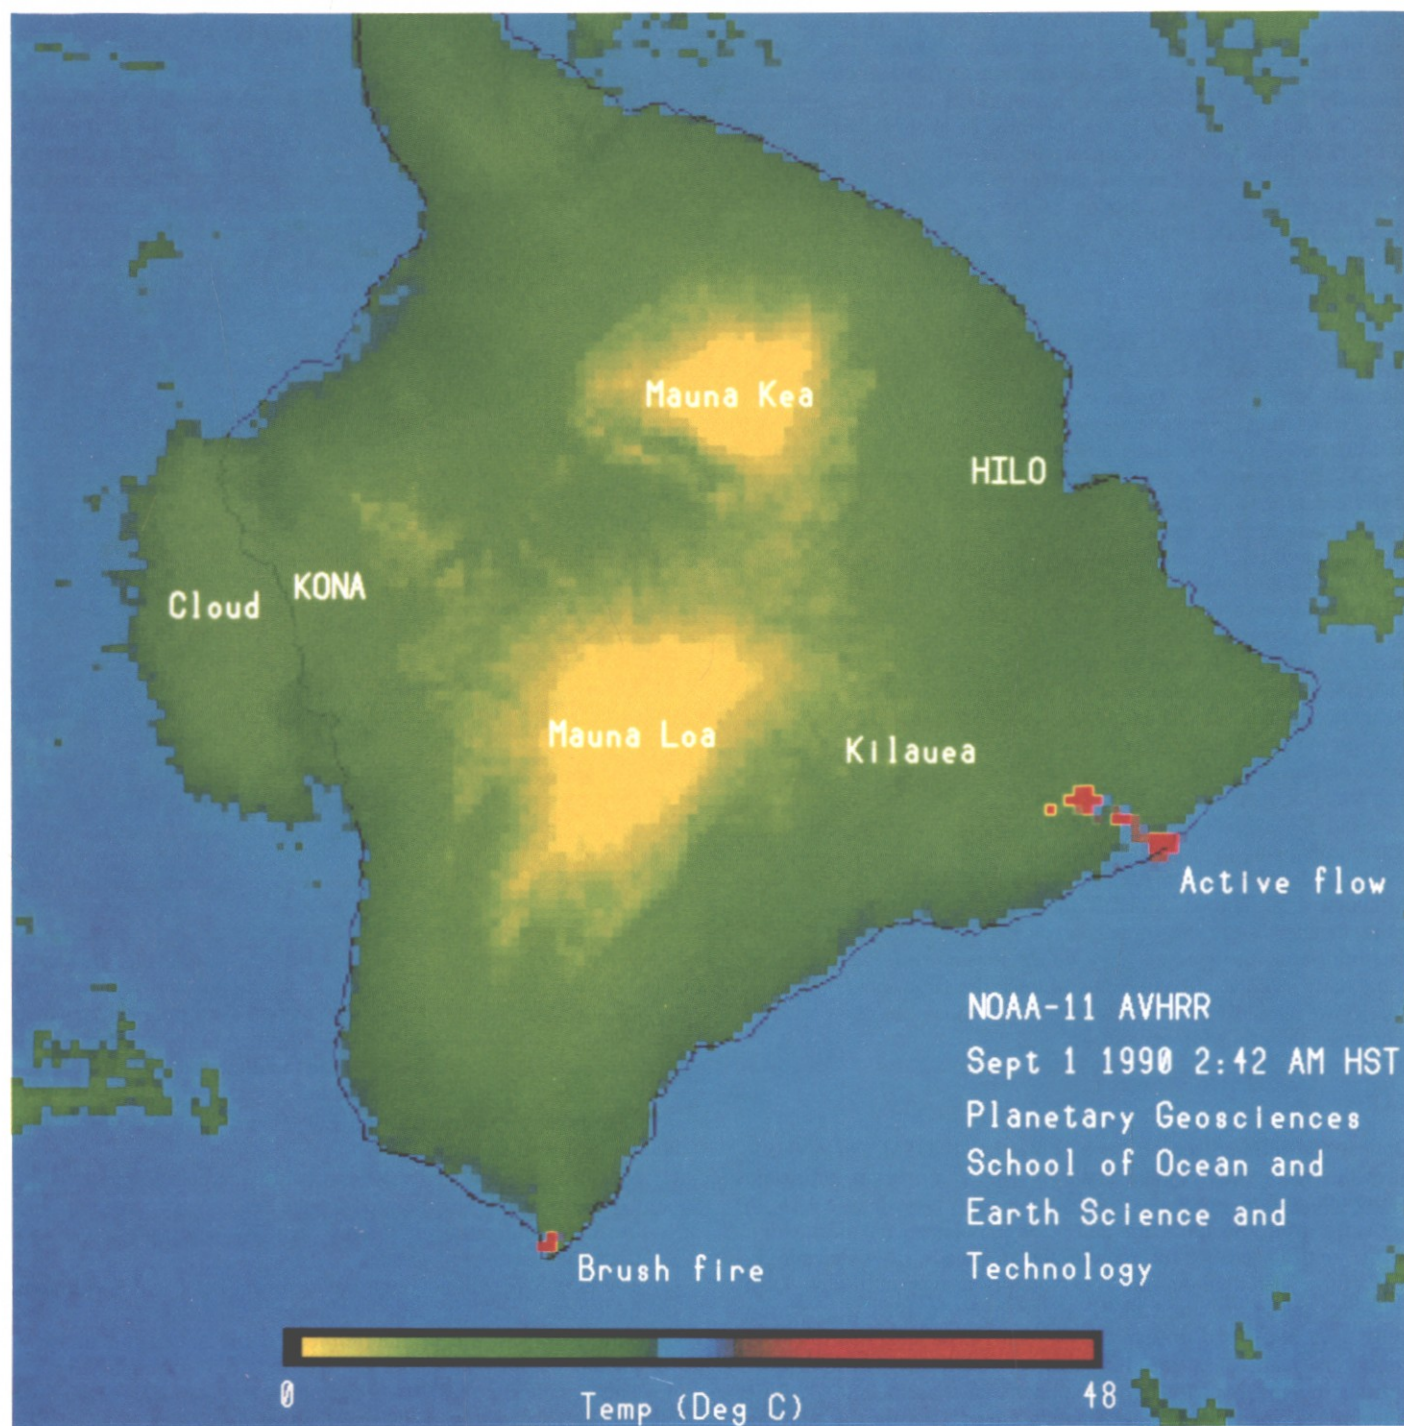 Mauna Kea
HILO
KONA
Cloud
Mauna Loa
Kilauea
Active flow
NOAA-11 AVHRR
Sept 1 1990 2:42 AM HST
Planetary Geosciences
School of Ocean and
Earth Science and
Technology
Brush fire
0
48
Temp (Deg C)